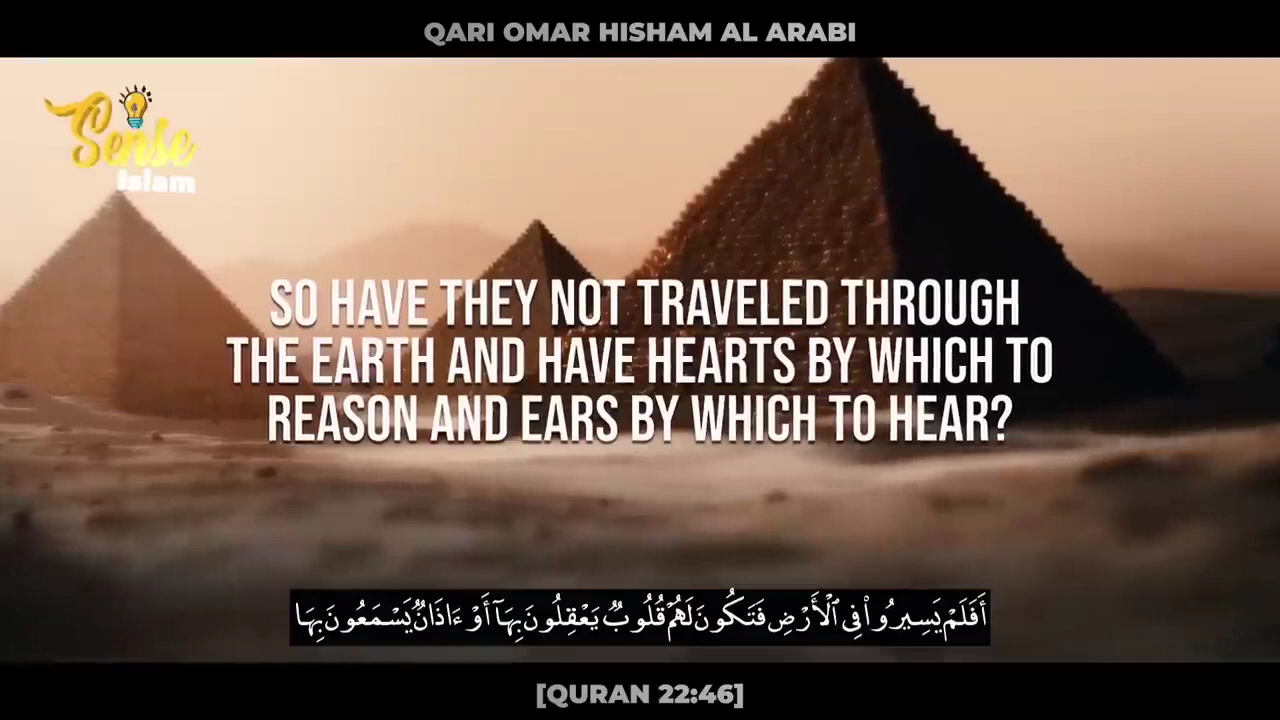 QARI OMAR HISHAM AL ARABI
Sense
Islam
SO HAVE THEY NOT TRAVELED THROUGH
THE EARTH AND HAVE HEARTS BY WHICH TO
REASON AND EARS BY WHICH TO HEAR?
أَفَلَمْ يَسِيرُوا۟ فِى ٱلْأَرْضِ فَتَكُونَ لَهُمْ قُلُوبٌ يَعْقِلُونَ بِهَآ أَوْ ءَاذَانٌ يَسْمَعُونَ بِهَا
[QURAN 22:46]